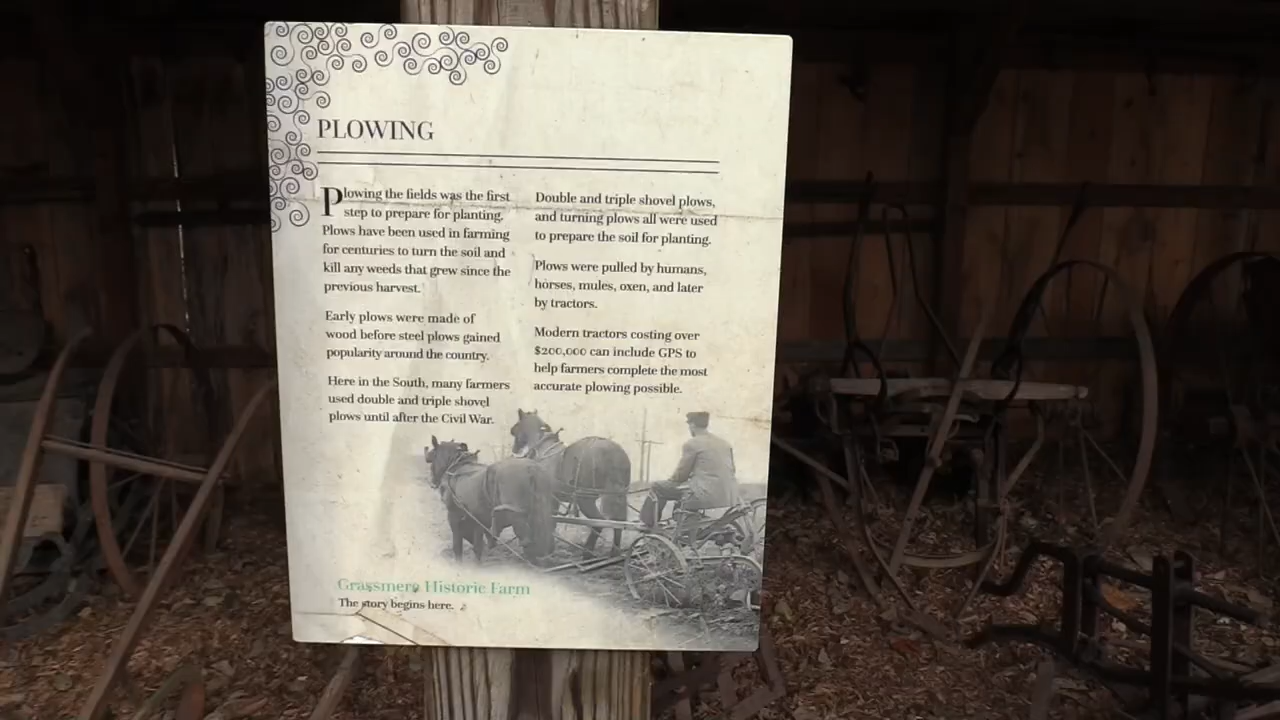 PLOWING
Plowing the fields was the first
step to prepare for planting.
Plows have been used in farming
for centuries to turn the soil and
kill any weeds that grew since the
previous harvest.
Early plows were made of
wood before steel plows gained
popularity around the country.
Here in the South, many farmers
used double and triple shovel
plows until after the Civil War.
Double and triple shovel plows,
and turning plows all were used
to prepare the soil for planting.
Plows were pulled by humans,
horses, mules, oxen, and later
by tractors.
Modern tractors costing over
$200,000 can include GPS to
help farmers complete the most
accurate plowing possible.
Grassmere Historic Farm
The story begins here.